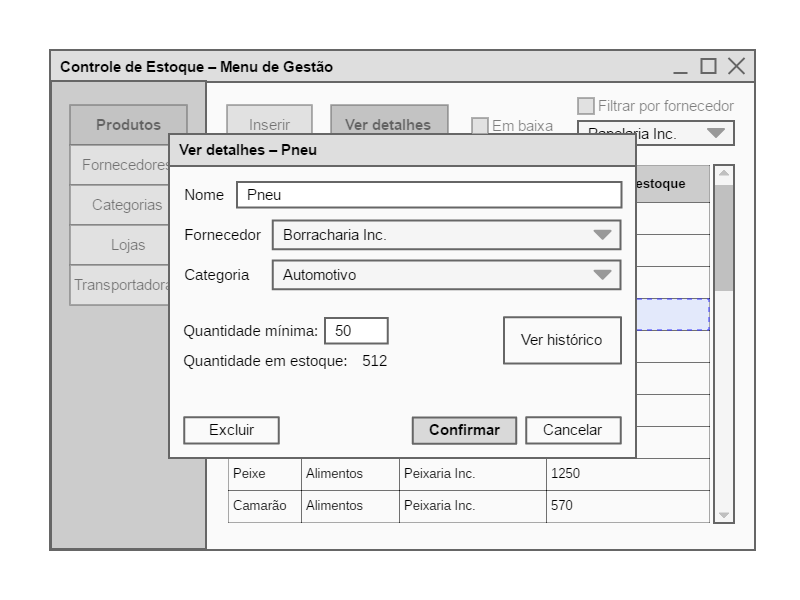 Controle de Estoque – Menu de Gestão
Produtos
Fornecedores
Categorias
Lojas
Transportadora
Inserir
Ver detalhes
Em baixa
Filtrar por fornecedor
Papelaria Inc.
estoque
Ver detalhes – Pneu
Nome Pneu
Fornecedor Borracharia Inc.
Categoria Automotivo
Quantidade mínima: 50
Quantidade em estoque: 512
Ver histórico
Excluir Confirmar Cancelar
Peixe Alimentos Peixaria Inc. 1250
Camarão Alimentos Peixaria Inc. 570